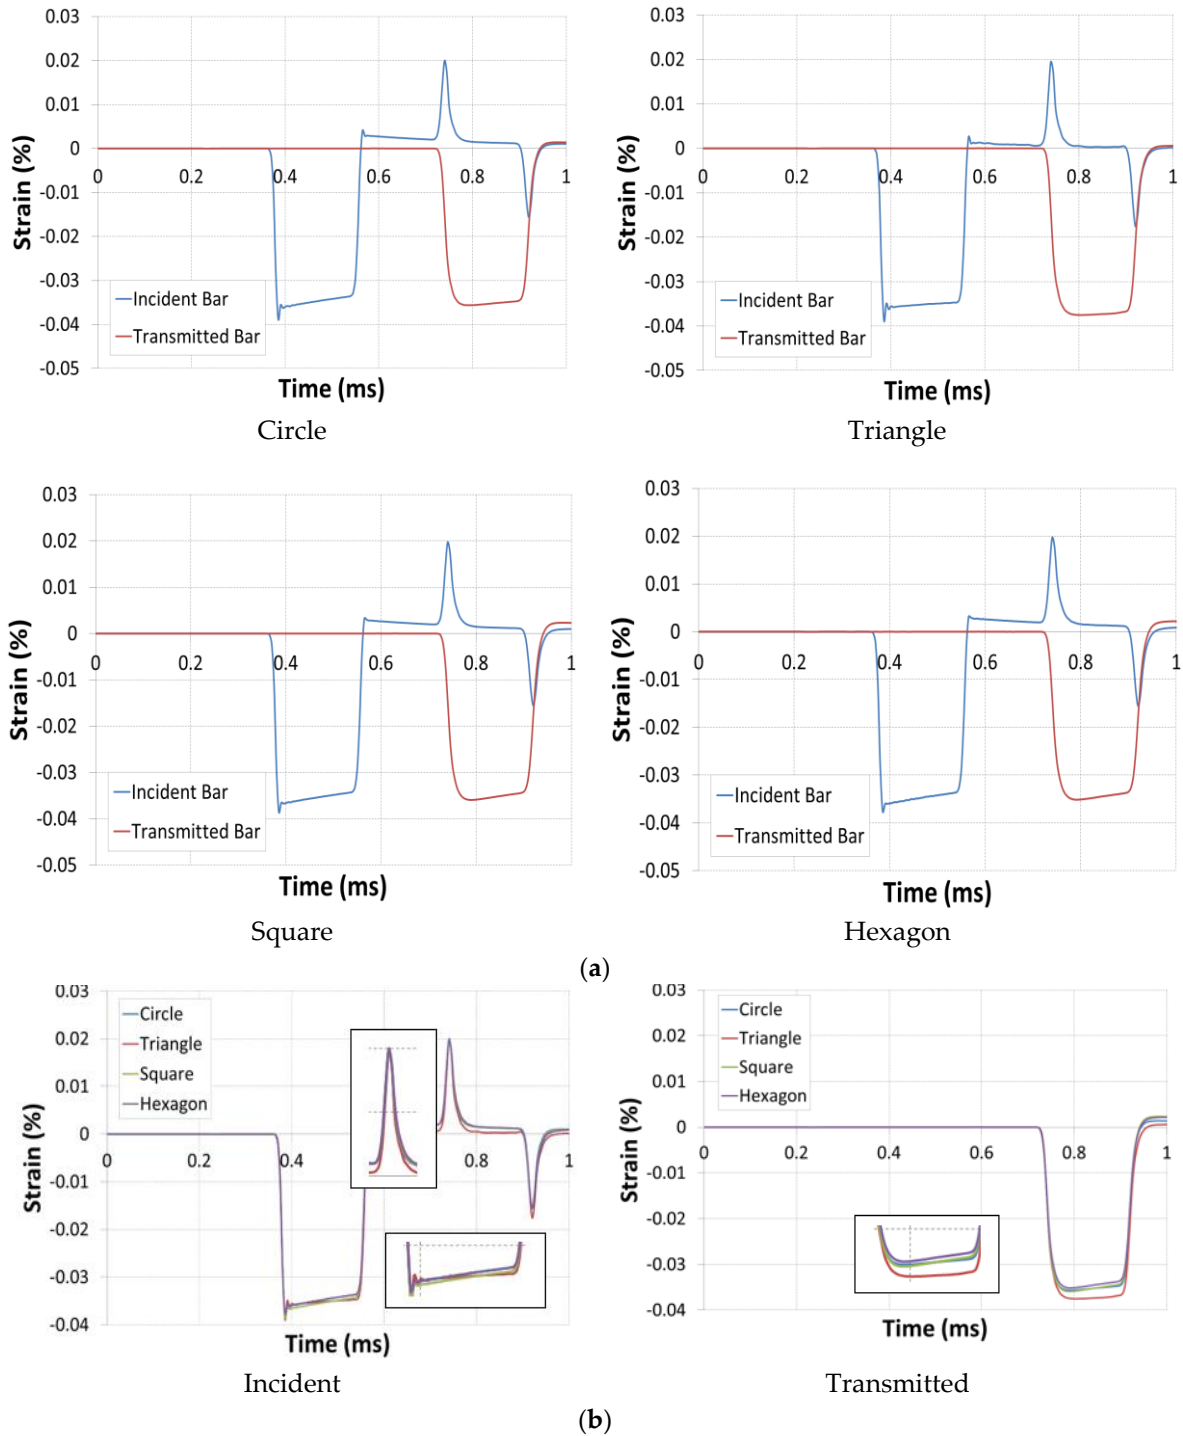 0.03
0.02
0.01
0
-0.01
-0.02
-0.03
-0.04
-0.05
0 0.2 0.4 0.6 0.8 1
Strain (%)
Incident Bar
Transmitted Bar
Time (ms)
Circle
0.03
0.02
0.01
0
-0.01
-0.02
-0.03
-0.04
-0.05
0 0.2 0.4 0.6 0.8 1
Strain (%)
Incident Bar
Transmitted Bar
Time (ms)
Triangle
0.03
0.02
0.01
0
-0.01
-0.02
-0.03
-0.04
-0.05
0 0.2 0.4 0.6 0.8 1
Strain (%)
Incident Bar
Transmitted Bar
Time (ms)
Square
0.03
0.02
0.01
0
-0.01
-0.02
-0.03
-0.04
-0.05
0 0.2 0.4 0.6 0.8 1
Strain (%)
Incident Bar
Transmitted Bar
Time (ms)
Hexagon
(a)
0.03
0.02
0.01
0
-0.01
-0.02
-0.03
-0.04
0 0.2 0.4 0.8 1
Strain (%)
Circle
Triangle
Square
Hexagon
Time (ms)
Incident
0.03
0.02
0.01
0
-0.01
-0.02
-0.03
-0.04
0 0.2 0.4 0.6 0.8 1
Strain (%)
Circle
Triangle
Square
Hexagon
Time (ms)
Transmitted
(b)